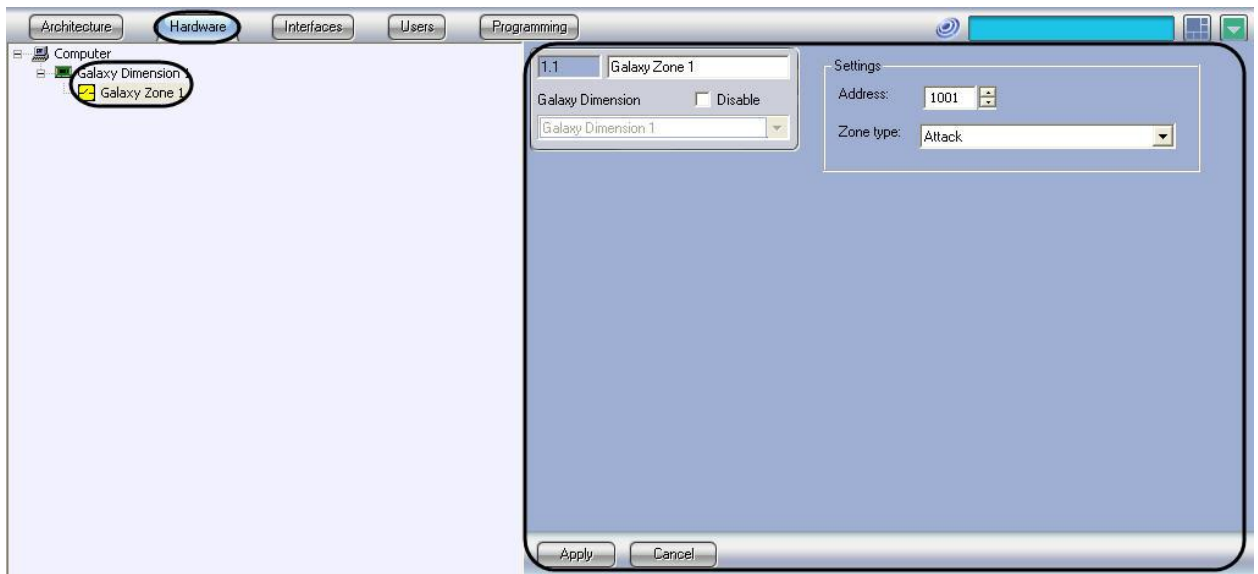 Architecture Hardware Interfaces Users Programming
Computer
Galaxy Dimension 1
Galaxy Zone 1
1.1 Galaxy Zone 1
Galaxy Dimension Disable
Galaxy Dimension 1
Settings
Address: 1001
Zone type: Attack
Apply Cancel